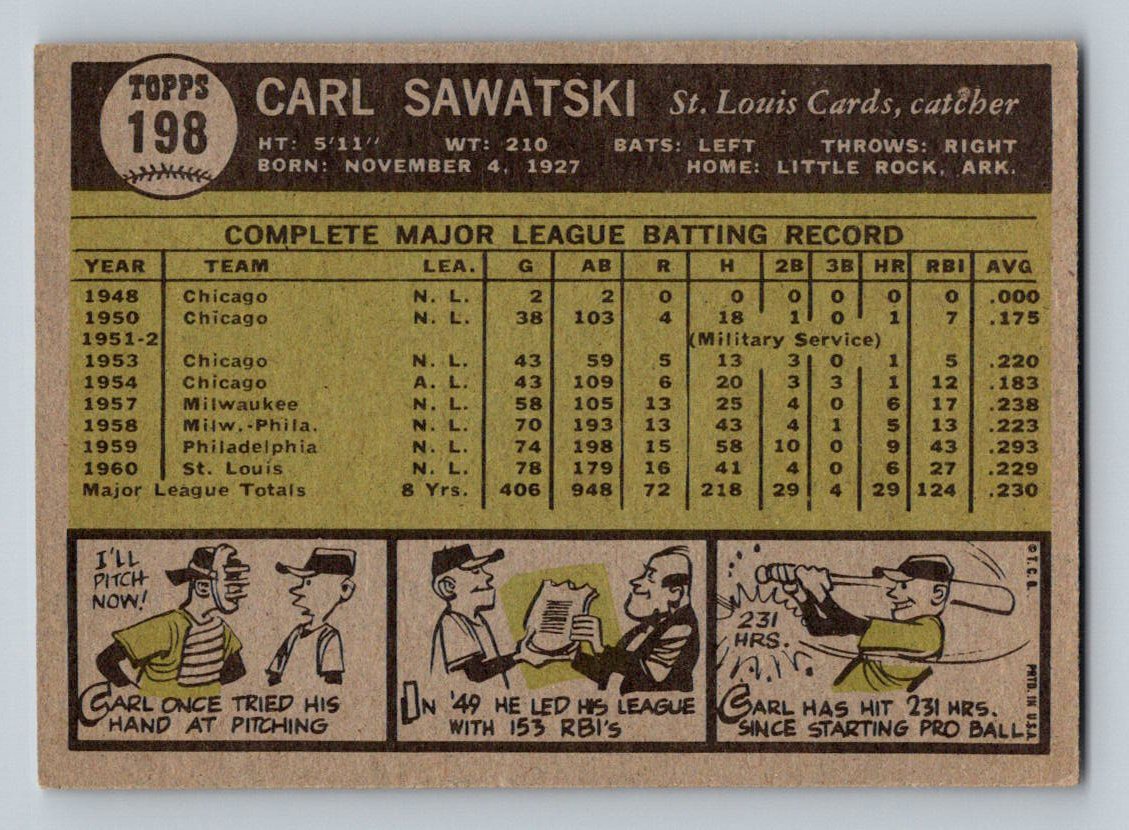 TOPPS
198
CARL SAWATSKI St. Louis Cards, catcher
HT: 5'11" WT: 210 BATS: LEFT THROWS: RIGHT
BORN: NOVEMBER 4, 1927 HOME: LITTLE ROCK, ARK.
COMPLETE MAJOR LEAGUE BATTING RECORD
YEAR TEAM LEA. G AB R H 2B 3B HR RBI AVG
1948 Chicago N. L. 2 2 0 0 0 0 0 0 .000
1950 Chicago N. L. 38 103 4 18 1 0 1 7 .175
1951-2 (Military Service)
1953 Chicago N. L. 43 59 5 13 3 0 1 5 .220
1954 Chicago A. L. 43 109 6 20 3 3 1 12 .183
1957 Milwaukee N. L. 58 105 13 25 4 0 6 17 .238
1958 Milw.-Phila. N. L. 70 193 13 43 4 1 5 13 .223
1959 Philadelphia N. L. 74 198 15 58 10 0 9 43 .293
1960 St. Louis N. L. 78 179 16 41 4 0 6 27 .229
Major League Totals 8 Yrs. 406 948 72 218 29 4 29 124 .230
I'LL
PITCH
NOW!
CARL ONCE TRIED HIS
HAND AT PITCHING
IN '49 HE LED HIS LEAGUE
WITH 153 RBI'S
231
HRS.
CARL HAS HIT 231 HRS.
SINCE STARTING PRO BALL
© T.C.G. PRTD. IN U.S.A.